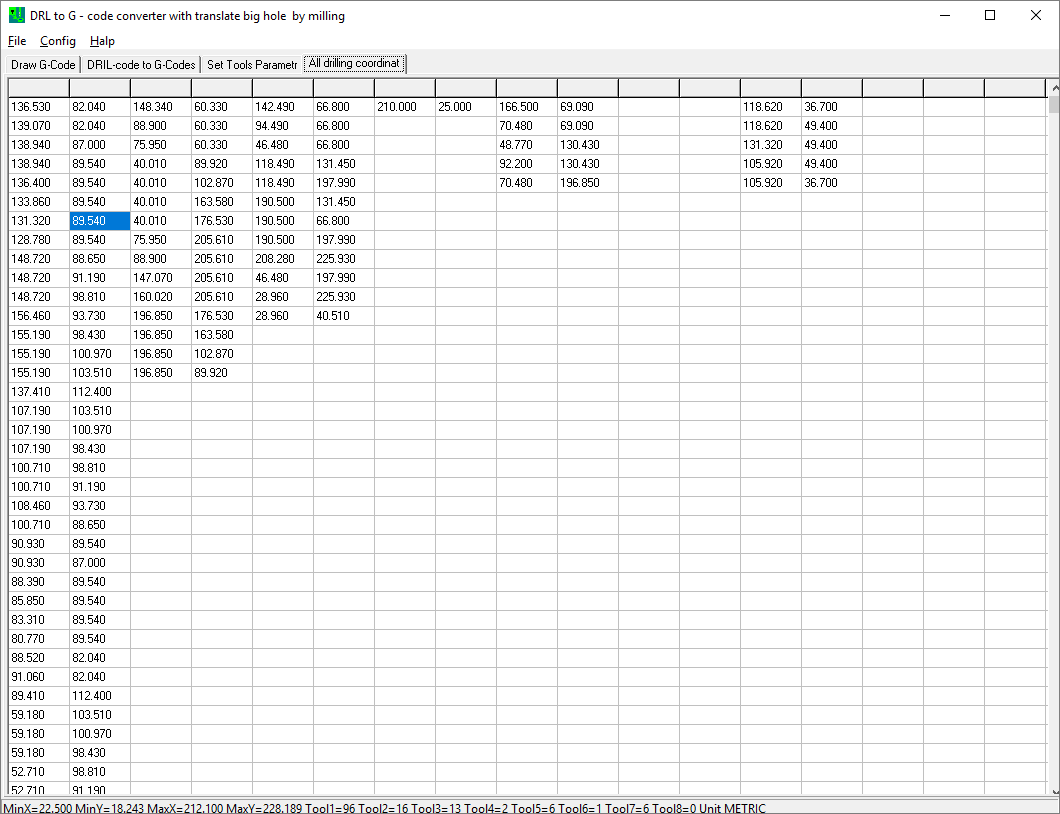 DRL to G - code converter with translate big hole  by milling
File Config Halp
Draw G-Code DRIL-code to G-Codes Set Tools Parametr All drilling coordinat
136.530 82.040 148.340 60.330 142.490 66.800 210.000 25.000 166.500 69.090 118.620 36.700
139.070 82.040 88.900 60.330 94.490 66.800 70.480 69.090 118.620 49.400
138.940 87.000 75.950 60.330 46.480 66.800 48.770 130.430 131.320 49.400
138.940 89.540 40.010 89.920 118.490 131.450 92.200 130.430 105.920 49.400
136.400 89.540 40.010 102.870 118.490 197.990 70.480 196.850 105.920 36.700
133.860 89.540 40.010 163.580 190.500 131.450
131.320 89.540 40.010 176.530 190.500 66.800
128.780 89.540 75.950 205.610 190.500 197.990
148.720 88.650 88.900 205.610 208.280 225.930
148.720 91.190 147.070 205.610 46.480 197.990
148.720 98.810 160.020 205.610 28.960 225.930
156.460 93.730 196.850 176.530 28.960 40.510
155.190 98.430 196.850 163.580
155.190 100.970 196.850 102.870
155.190 103.510 196.850 89.920
137.410 112.400
107.190 103.510
107.190 100.970
107.190 98.430
100.710 98.810
100.710 91.190
108.460 93.730
100.710 88.650
90.930 89.540
90.930 87.000
88.390 89.540
85.850 89.540
83.310 89.540
80.770 89.540
88.520 82.040
91.060 82.040
89.410 112.400
59.180 103.510
59.180 100.970
59.180 98.430
52.710 98.810
52.710 91.190
MinX=22,500 MinY=18,243 MaxX=212,100 MaxY=228,189 Tool1=96 Tool2=16 Tool3=13 Tool4=2 Tool5=6 Tool6=1 Tool7=6 Tool8=0 Unit METRIC